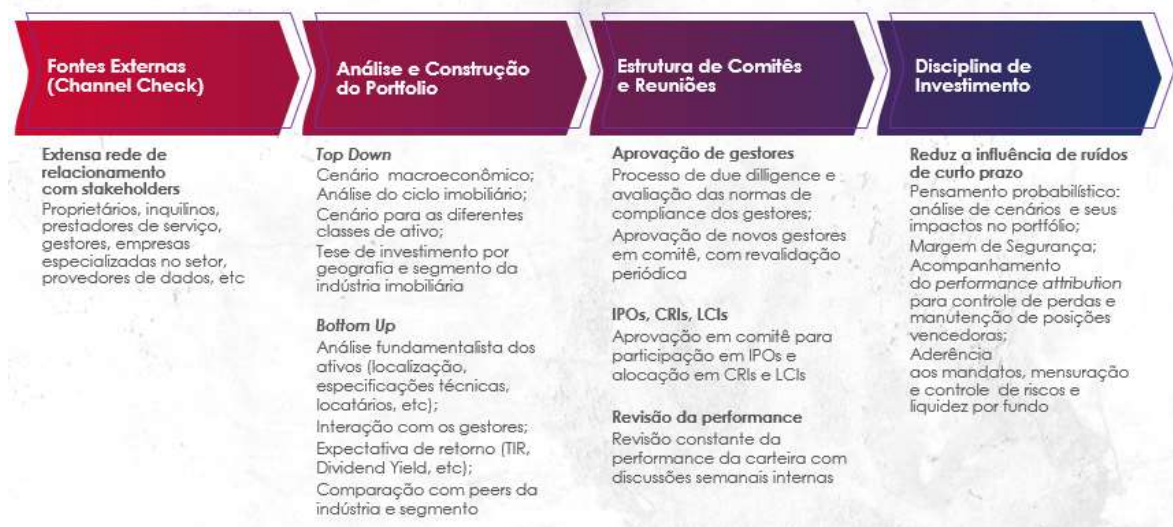 Fontes Externas
(Channel Check)
Extensa rede de
relacionamento
com stakeholders
Proprietários, inquilinos,
prestadores de serviço,
gestores, empresas
especializadas no setor,
provedores de dados, etc
Análise e Construção
do Portfolio
Top Down
Cenário macroeconômico;
Análise do ciclo imobiliário;
Cenário para as diferentes
classes de ativo;
Tese de investimento por
geografia e segmento da
indústria imobiliária
Bottom Up
Análise fundamentalista dos
ativos (localização,
especificações técnicas,
locatários, etc);
Interação com os gestores;
Expectativa de retorno (TIR,
Dividend Yield, etc);
Comparação com peers da
indústria e segmento
Estrutura de Comitês
e Reuniões
Aprovação de gestores
Processo de due dilligence e
avaliação das normas de
compliance dos gestores;
Aprovação de novos gestores
em comitê, com revalidação
periódica
IPOs, CRIs, LCIs
Aprovação em comitê para
participação em IPOs e
alocação em CRIs e LCIs
Revisão da performance
Revisão constante da
performance da carteira com
discussões semanais internas
Disciplina de
Investimento
Reduz a influência de ruídos
de curto prazo
Pensamento probabilístico:
análise de cenários e seus
impactos no portfólio;
Margem de Segurança;
Acompanhamento
do performance attribution
para controle de perdas e
manutenção de posições
vencedoras;
Aderência
aos mandatos, mensuração
e controle de riscos e
liquidez por fundo